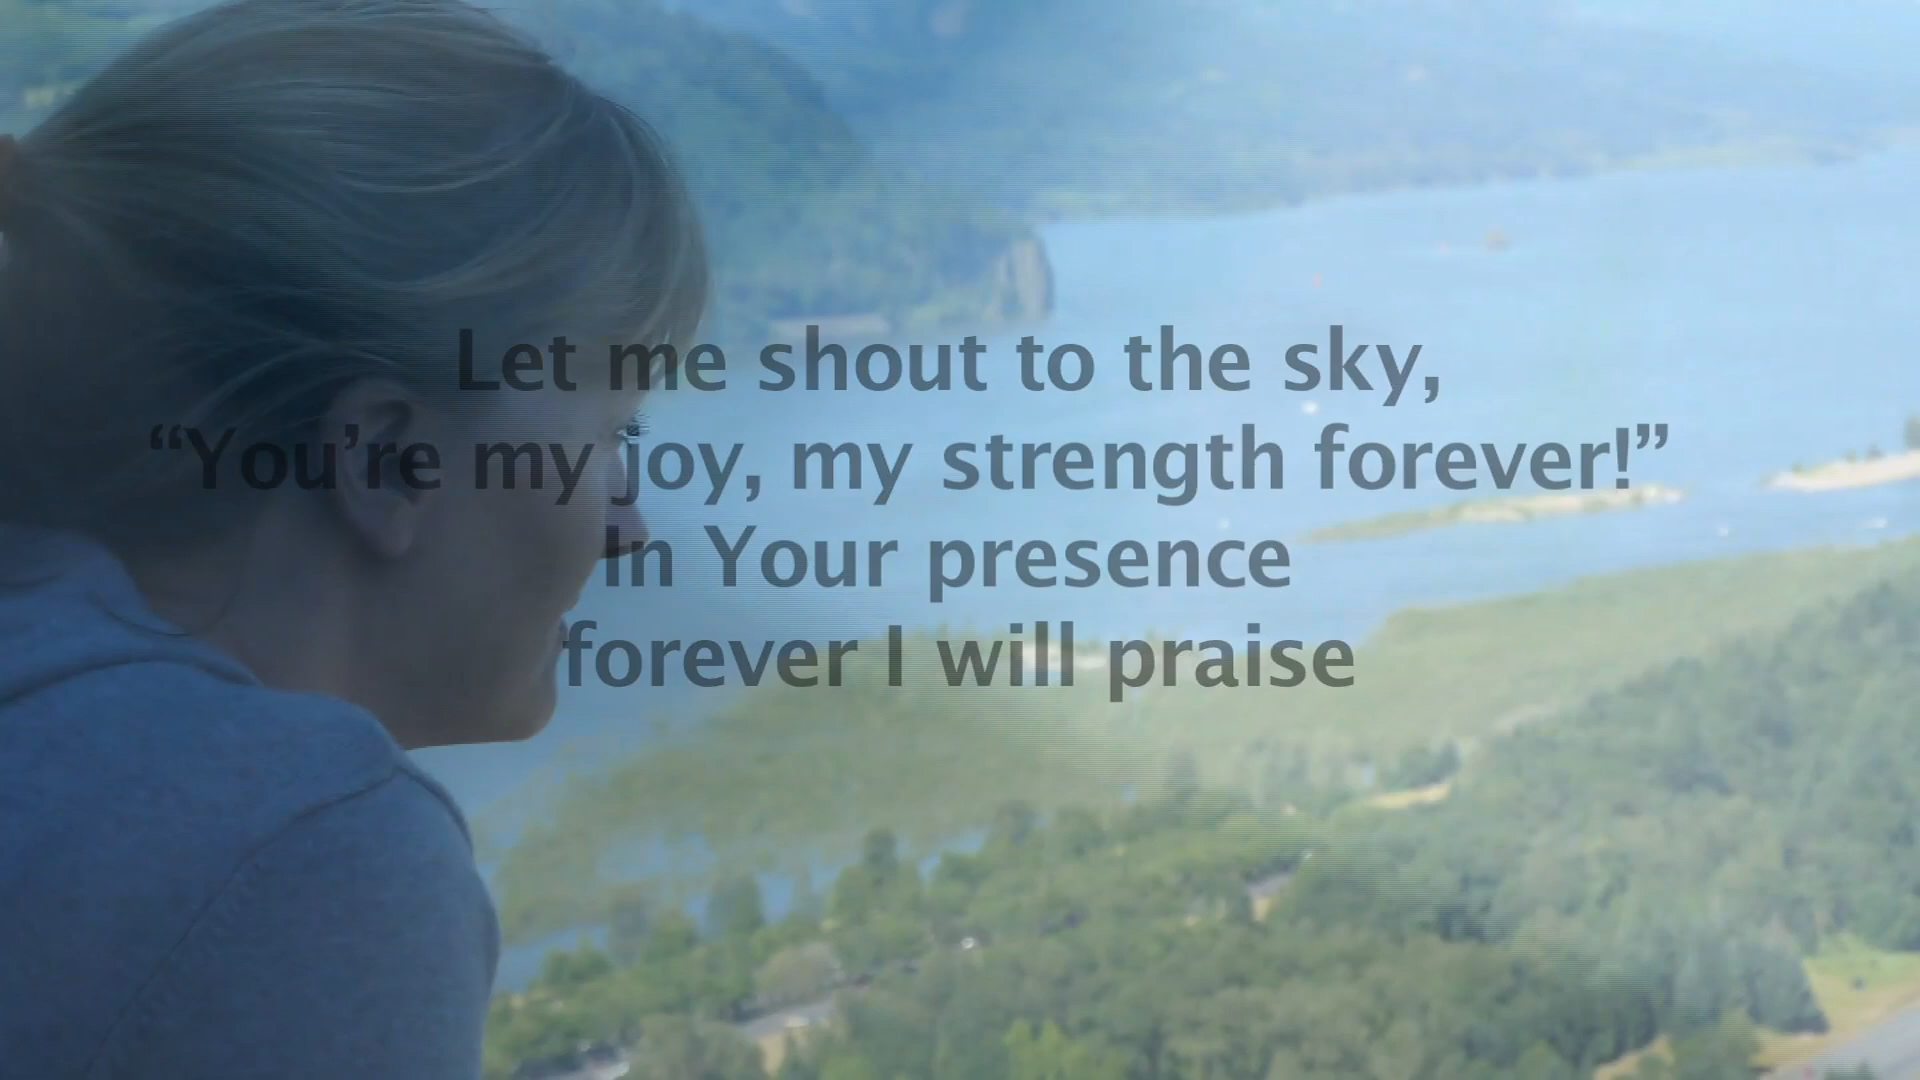 Let me shout to the sky,
“You’re my joy, my strength forever!”
In Your presence
forever I will praise